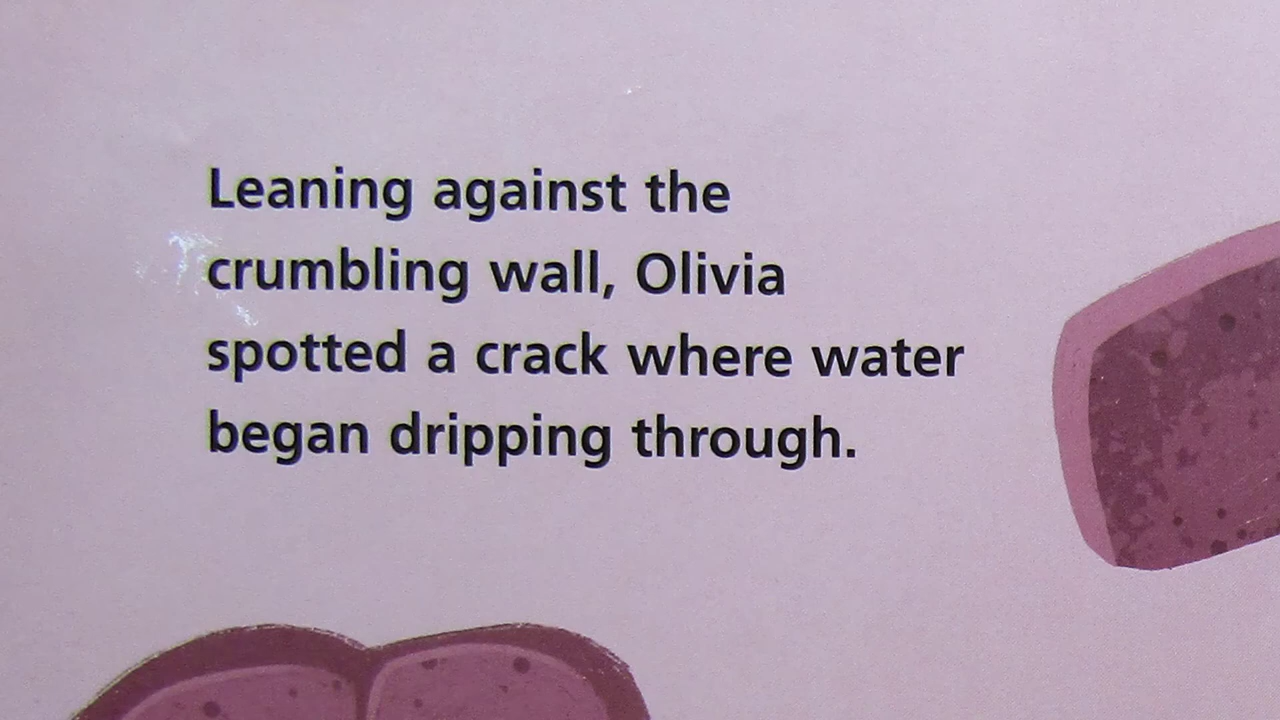 Leaning against the
crumbling wall, Olivia
spotted a crack where water
began dripping through.